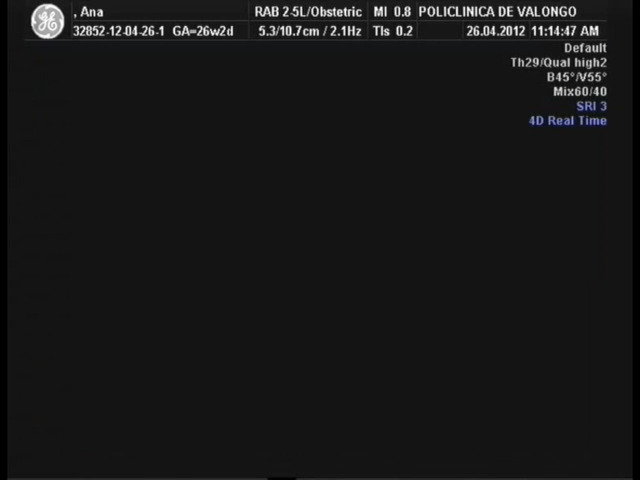 , Ana RAB 2-5L/Obstetric MI 0.8 POLICLINICA DE VALONGO
32852-12-04-26-1 GA=26w2d 5.3/10.7cm / 2.1Hz TIs 0.2 26.04.2012 11:14:47 AM
Default
Th29/Qual high2
B45°/V55°
Mix60/40
SRI 3
4D Real Time